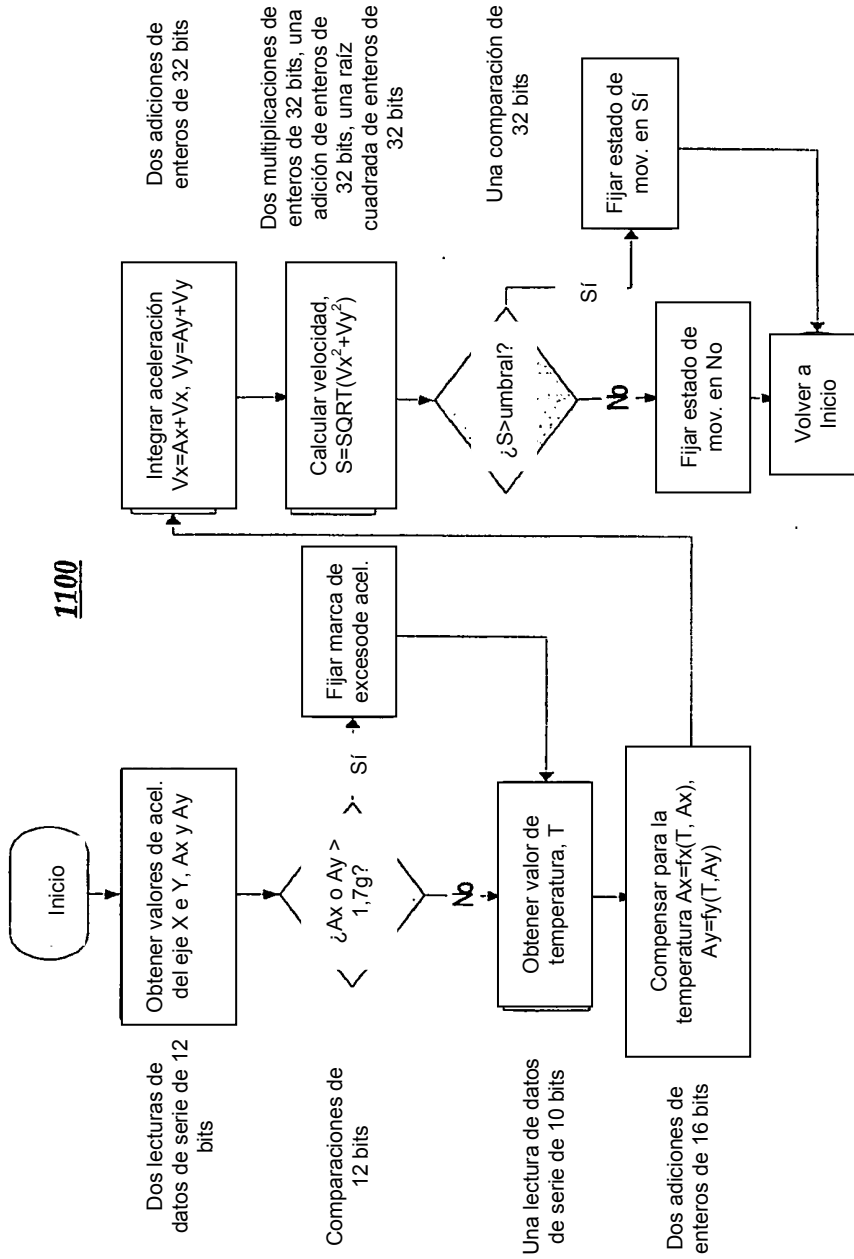 1100
Inicio
Dos lecturas de
datos de serie de 12
bits
Obtener valores de acel.
del eje X e Y, Ax y Ay
Comparaciones de
12 bits
¿Ax o Ay >
1,7g?
Sí
Fijar marca de
excesode acel.
No
Una lectura de datos
de serie de 10 bits
Obtener valor de
temperatura, T
Dos adiciones de
enteros de 16 bits
Compensar para la
temperatura Ax=fx(T, Ax),
Ay=fy(T,Ay)
Integrar aceleración
Vx=Ax+Vx, Vy=Ay+Vy
Dos adiciones de
enteros de 32 bits
Calcular velocidad,
S=SQRT(Vx²+Vy²)
Dos multiplicaciones de
enteros de 32 bits, una
adición de enteros de
32 bits, una raíz
cuadrada de enteros de
32 bits
¿S>umbral?
Una comparación de
32 bits
Sí
Fijar estado de
mov. en Sí
No
Fijar estado de
mov. en No
Volver a
Inicio